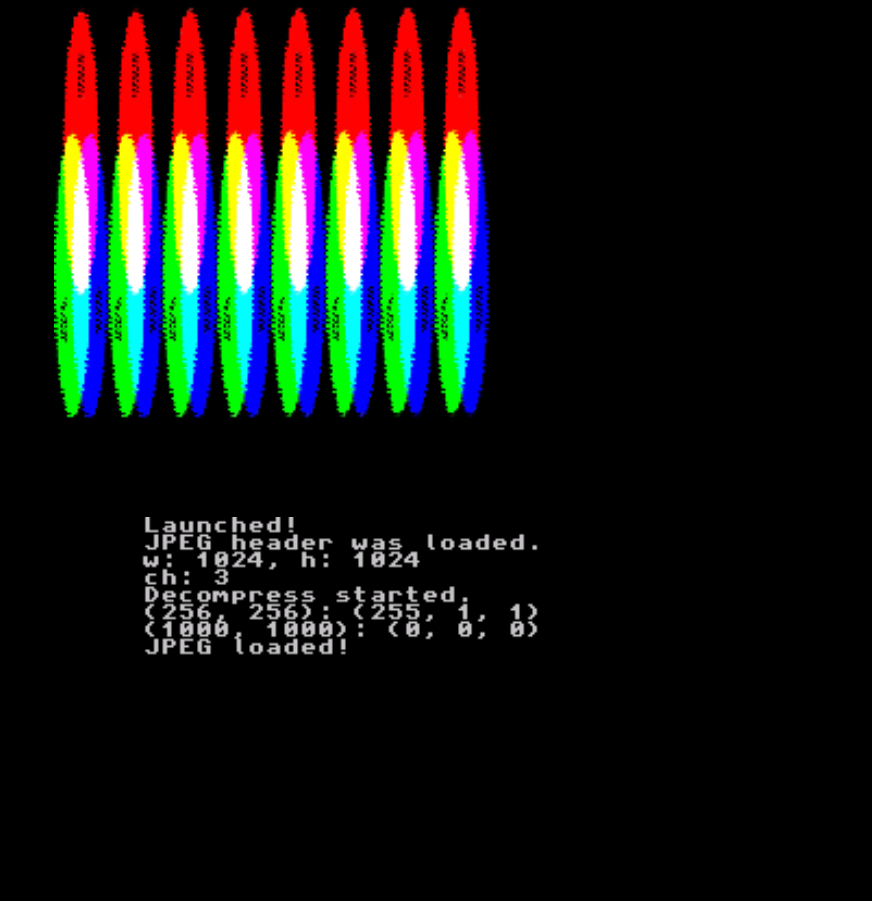 Launched!
JPEG header was loaded.
w: 1024, h: 1024
ch: 3
Decompress started.
(256, 256): (255, 1, 1)
(1000, 1000): (0, 0, 0)
JPEG loaded!